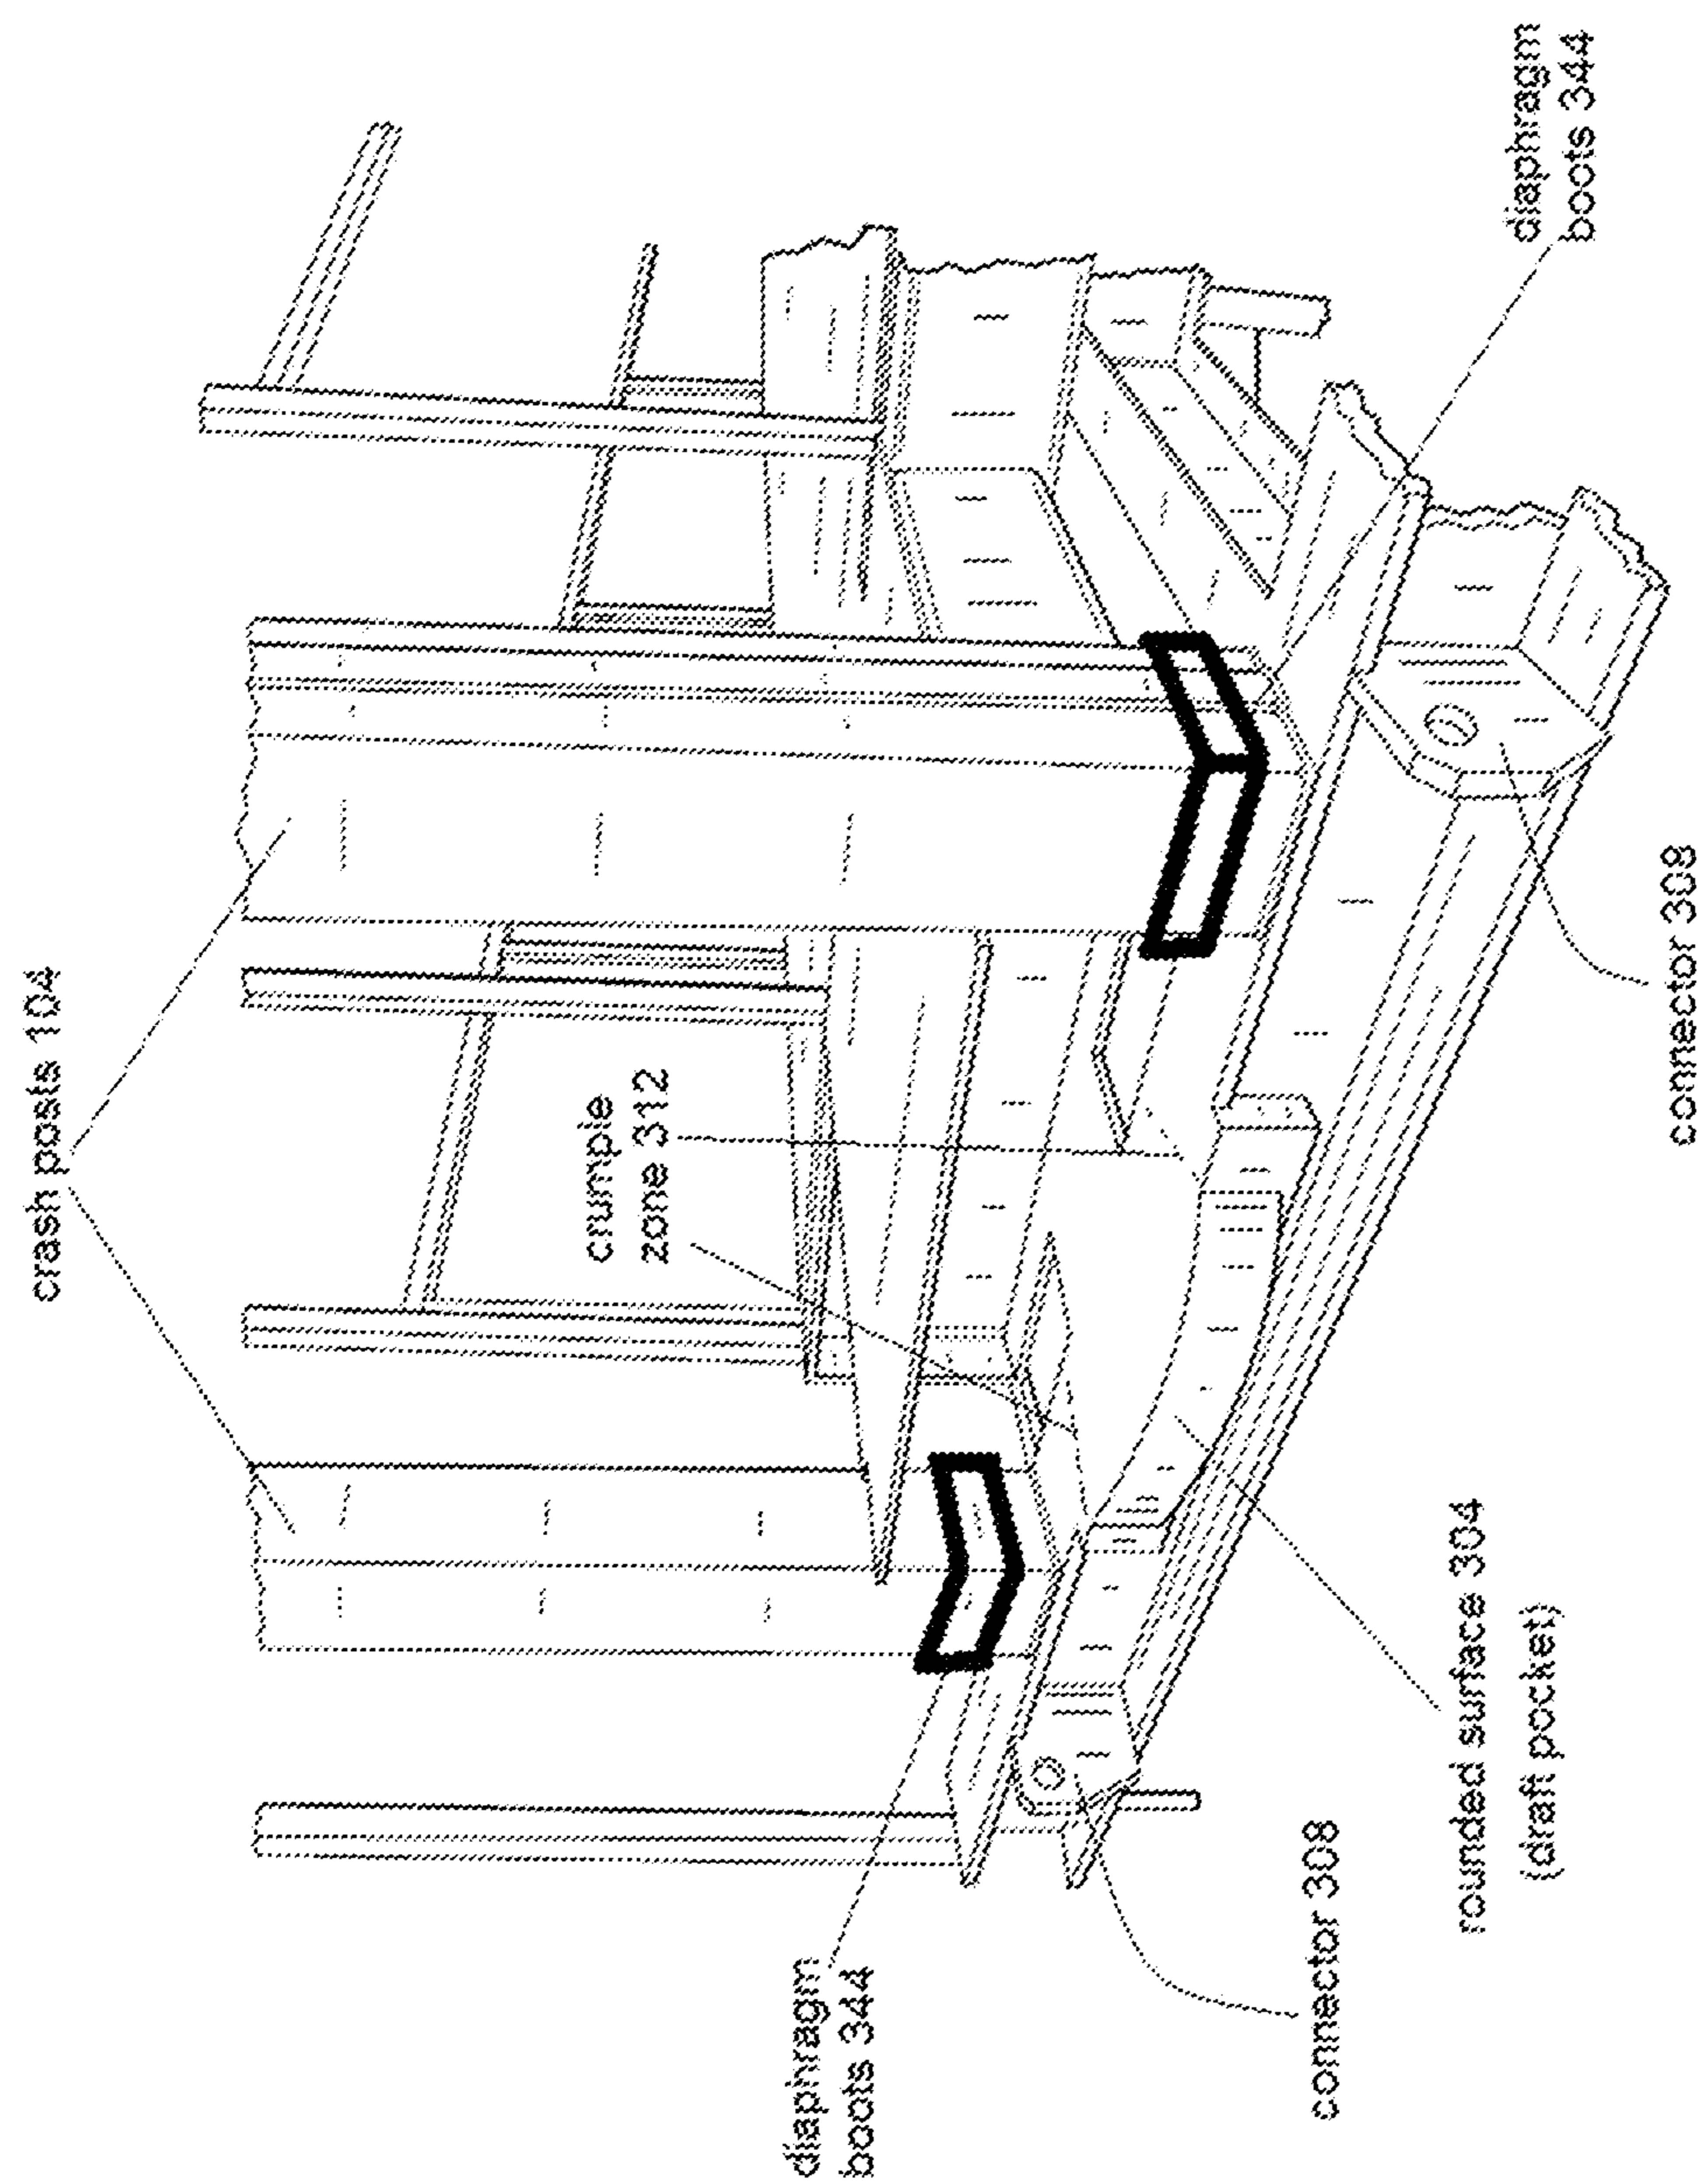 crash posts 104
crumple
zone 312
diaphragm
boots 344
diaphragm
boots 344
connector 308
rounded surface 304
(draft pocket)
connector 308